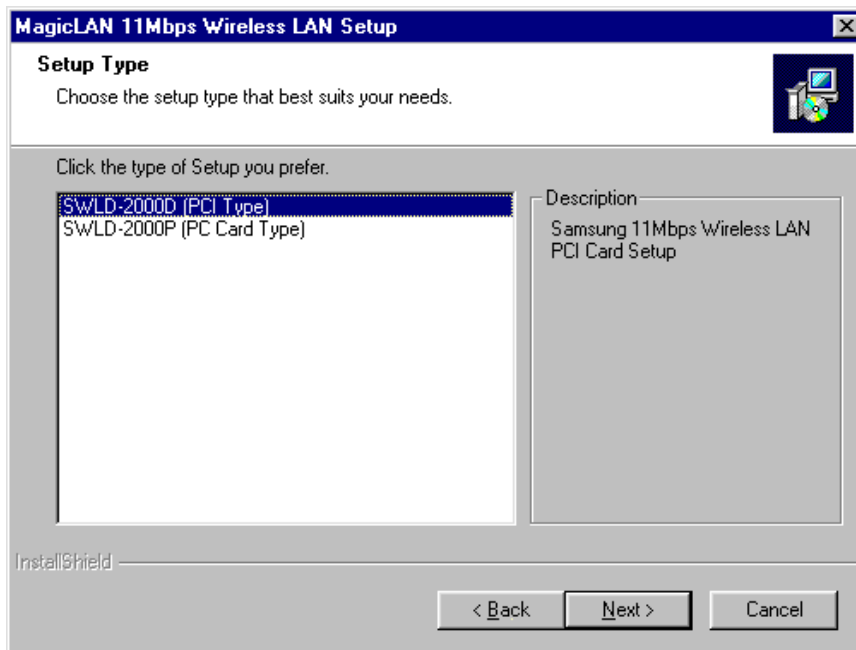 MagicLAN 11Mbps Wireless LAN Setup
Setup Type
Choose the setup type that best suits your needs.
Click the type of Setup you prefer.
SWLD-2000D (PCI Type)
SWLD-2000P (PC Card Type)
Description
Samsung 11Mbps Wireless LAN
PCI Card Setup
InstallShield
< Back
Next >
Cancel